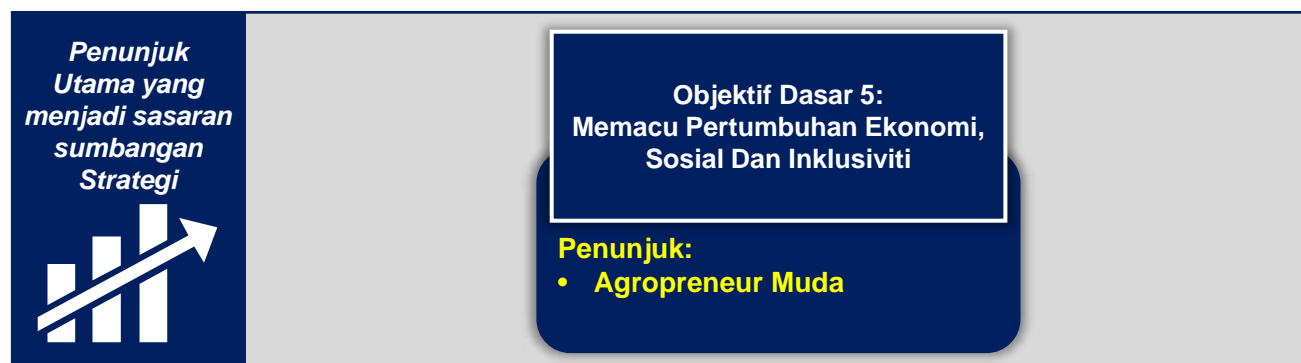 Penunjuk
Utama yang
menjadi sasaran
sumbangan
Strategi
Objektif Dasar 5:
Memacu Pertumbuhan Ekonomi,
Sosial Dan Inklusiviti
Penunjuk:
• Agropreneur Muda